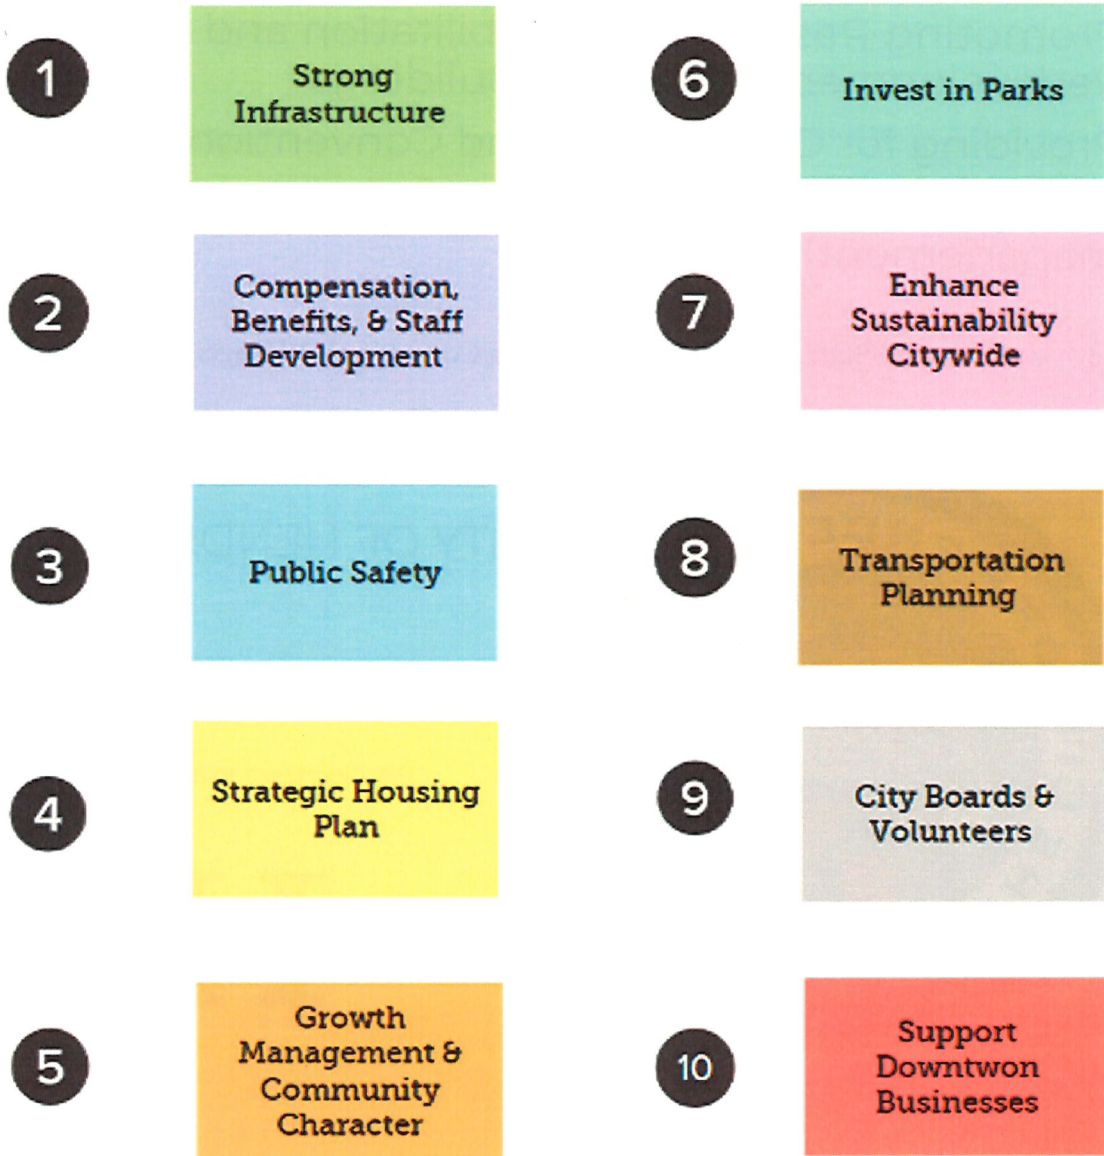 1
Strong
Infrastructure
2
Compensation,
Benefits, & Staff
Development
3
Public Safety
4
Strategic Housing
Plan
5
Growth
Management &
Community
Character
6
Invest in Parks
7
Enhance
Sustainability
Citywide
8
Transportation
Planning
9
City Boards &
Volunteers
10
Support
Downtwon
Businesses